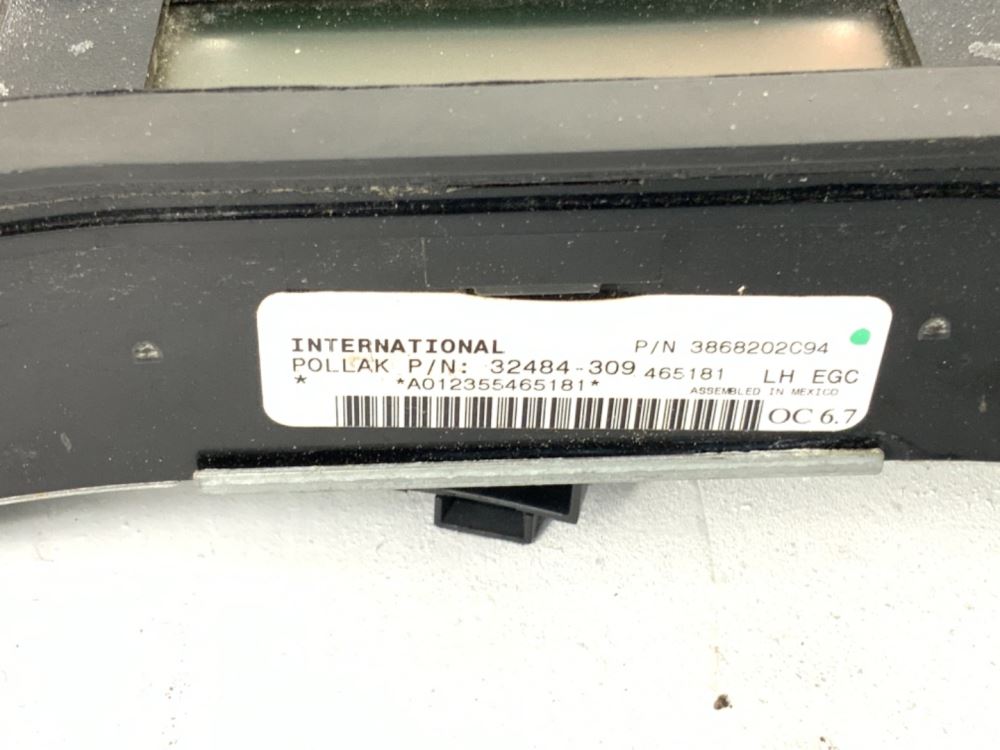 INTERNATIONAL P/N 3868202C94
POLLAK P/N: 32484-309 465181 LH EGC
* *A012355465181* ASSEMBLED IN MEXICO
OC 6.7